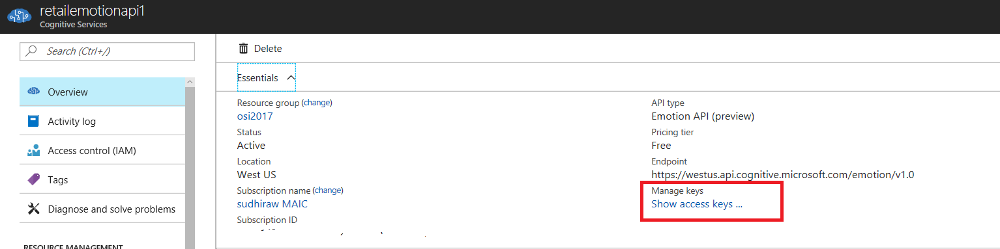 retailemotionapi1
Cognitive Services
Search (Ctrl+/)
Overview
Activity log
Access control (IAM)
Tags
Diagnose and solve problems
RESOURCE MANAGEMENT
Delete
Essentials
Resource group (change)
osi2017
Status
Active
Location
West US
Subscription name (change)
sudhiraw MAIC
Subscription ID
API type
Emotion API (preview)
Pricing tier
Free
Endpoint
https://westus.api.cognitive.microsoft.com/emotion/v1.0
Manage keys
Show access keys ...